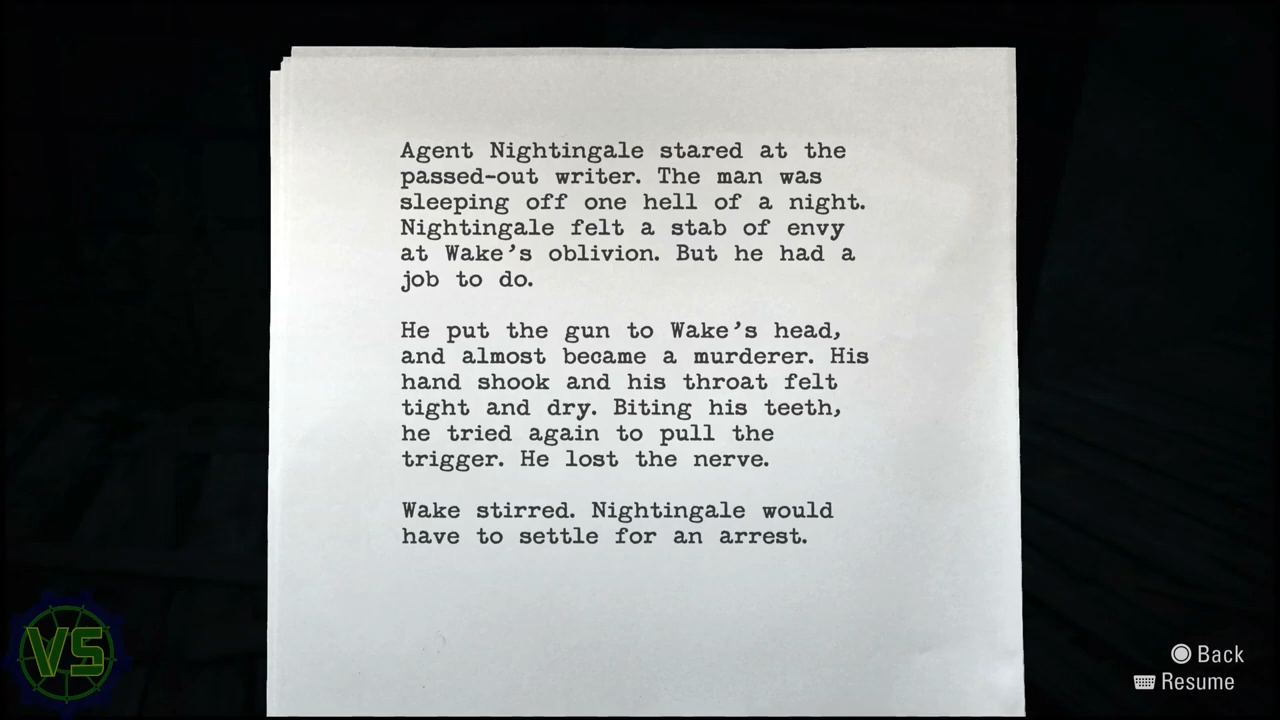 Agent Nightingale stared at the
passed-out writer. The man was
sleeping off one hell of a night.
Nightingale felt a stab of envy
at Wake's oblivion. But he had a
job to do.
He put the gun to Wake's head,
and almost became a murderer. His
hand shook and his throat felt
tight and dry. Biting his teeth,
he tried again to pull the
trigger. He lost the nerve.
Wake stirred. Nightingale would
have to settle for an arrest.
VS
Back
Resume